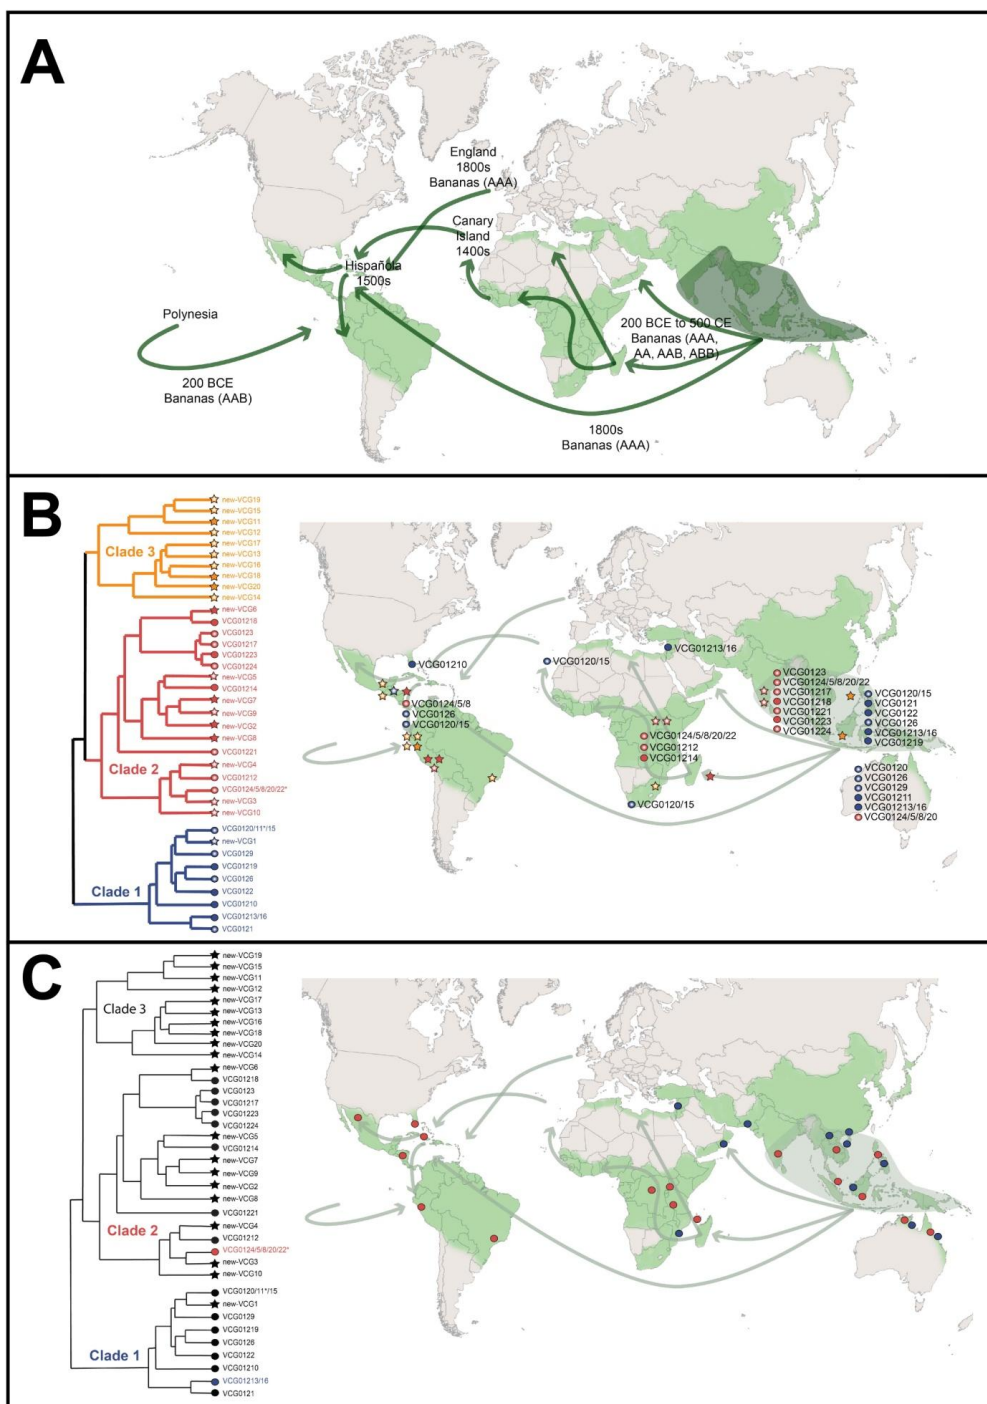 A
England
1800s
Bananas (AAA)
Canary
Island
1400s
Hispañola
1500s
Polynesia
200 BCE
Bananas (AAB)
200 BCE to 500 CE
Bananas (AAA,
AA, AAB, ABB)
1800s
Bananas (AAA)
B
new-VCG19
new-VCG15
new-VCG11
new-VCG12
Clade 3
new-VCG17
new-VCG13
new-VCG16
new-VCG18
new-VCG20
new-VCG14
new-VCG6
VCG01218
VCG0123
VCG01217
VCG01223
VCG01224
new-VCG5
VCG01214
new-VCG7
new-VCG9
new-VCG2
new-VCG8
VCG01221
Clade 2
new-VCG4
VCG01212
VCG0124/5/8/20/22*
new-VCG3
new-VCG10
VCG0120/11*/15
new-VCG1
VCG0129
VCG01219
VCG0126
Clade 1
VCG0122
VCG01210
VCG01213/16
VCG0121
VCG01210
VCG0124/5/8
VCG0126
VCG0120/15
VCG0120/15
VCG01213/16
VCG0124/5/8/20/22
VCG01212
VCG01214
VCG0120/15
VCG0123
VCG0124/5/8/20/22
VCG01217
VCG01218
VCG01221
VCG01223
VCG01224
VCG0120/15
VCG0121
VCG0122
VCG0126
VCG01213/16
VCG01219
VCG0120
VCG0126
VCG0129
VCG01211
VCG01213/16
VCG0124/5/8/20
C
new-VCG19
new-VCG15
new-VCG11
new-VCG12
Clade 3
new-VCG17
new-VCG13
new-VCG16
new-VCG18
new-VCG20
new-VCG14
new-VCG6
VCG01218
VCG0123
VCG01217
VCG01223
VCG01224
new-VCG5
VCG01214
new-VCG7
new-VCG9
new-VCG2
new-VCG8
VCG01221
Clade 2
new-VCG4
VCG01212
VCG0124/5/8/20/22*
new-VCG3
new-VCG10
VCG0120/11*/15
new-VCG1
VCG0129
VCG01219
VCG0126
Clade 1
VCG0122
VCG01210
VCG01213/16
VCG0121